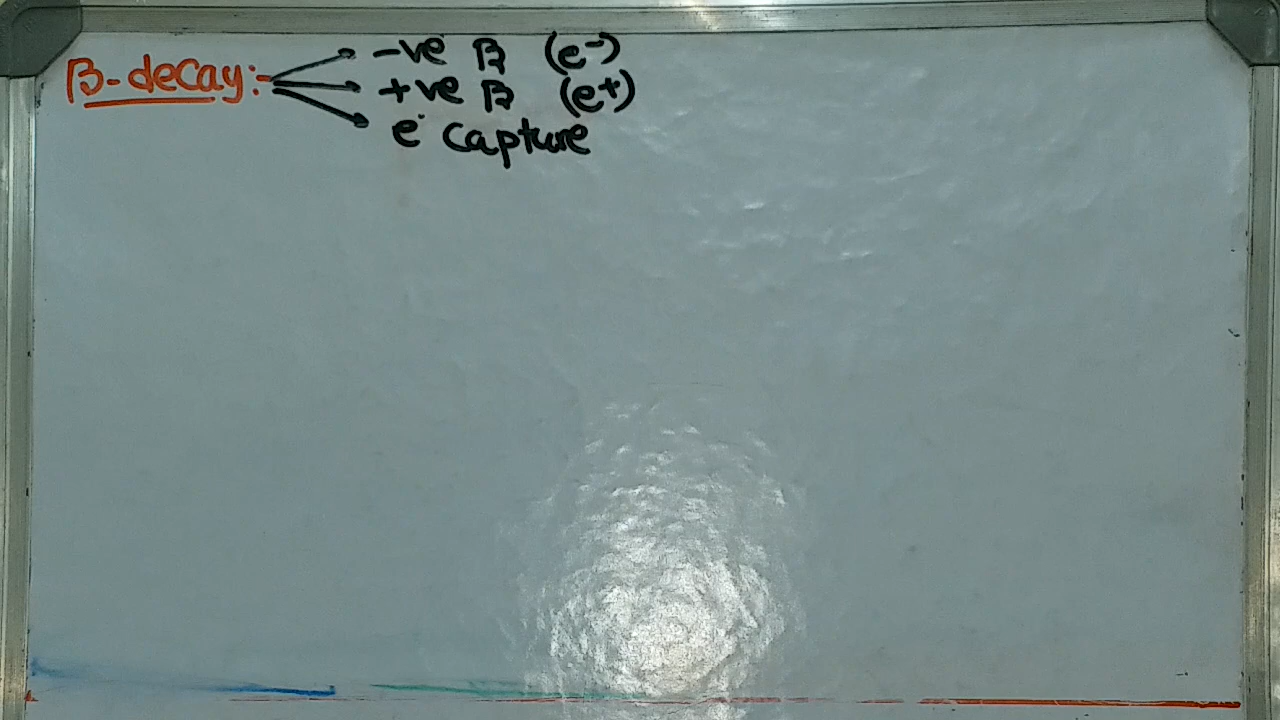 β-decay:-
-ve β (e-)
+ve β (e+)
e- capture